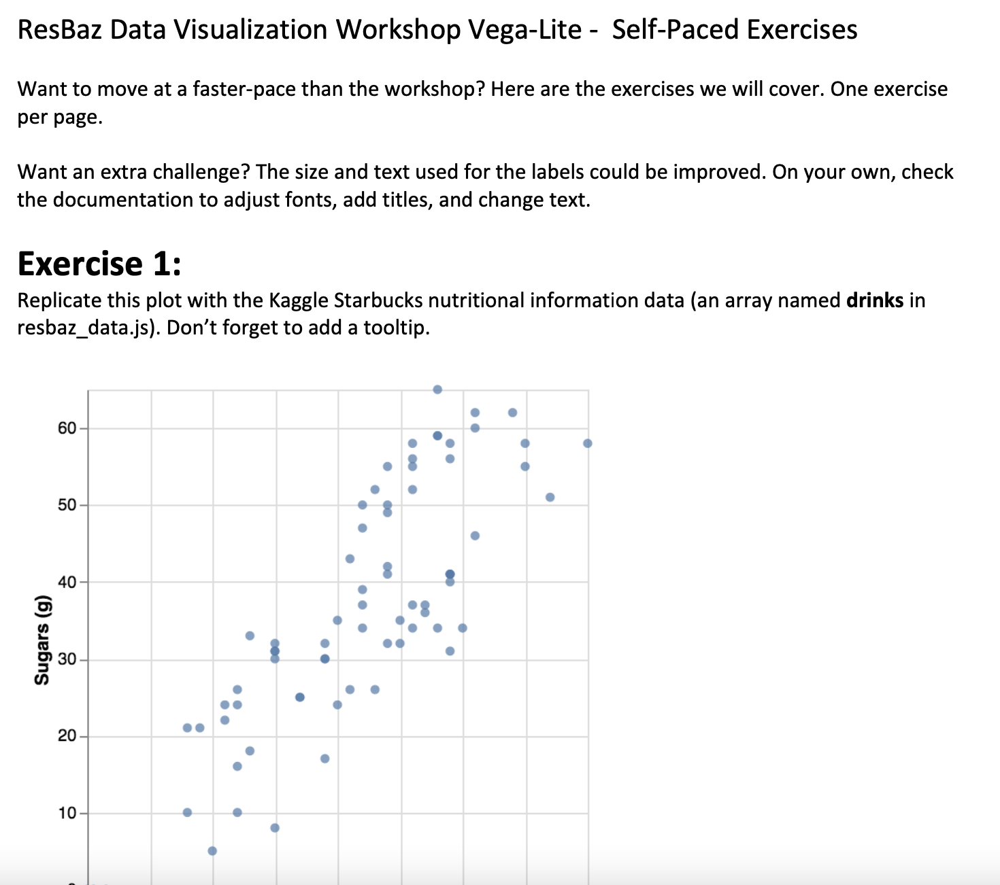 ResBaz Data Visualization Workshop Vega-Lite - Self-Paced Exercises
Want to move at a faster-pace than the workshop? Here are the exercises we will cover. One exercise
per page.
Want an extra challenge? The size and text used for the labels could be improved. On your own, check
the documentation to adjust fonts, add titles, and change text.
Exercise 1:
Replicate this plot with the Kaggle Starbucks nutritional information data (an array named drinks in
resbaz_data.js). Don’t forget to add a tooltip.
60
50
40
Sugars (g)
30
20
10